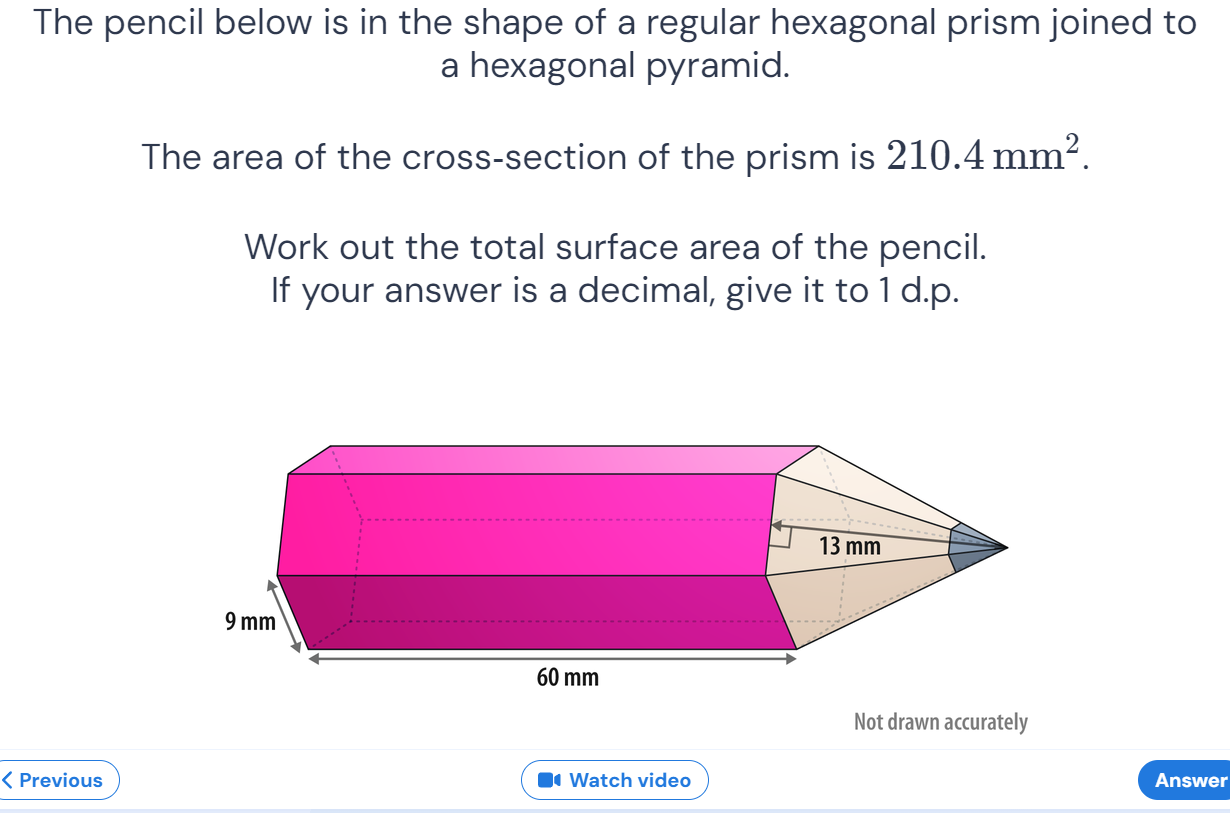 The pencil below is in the shape of a regular hexagonal prism joined to
a hexagonal pyramid.
The area of the cross-section of the prism is 210.4 mm².
Work out the total surface area of the pencil.
If your answer is a decimal, give it to 1 d.p.
13 mm
9 mm
60 mm
Not drawn accurately
Previous
Watch video
Answer